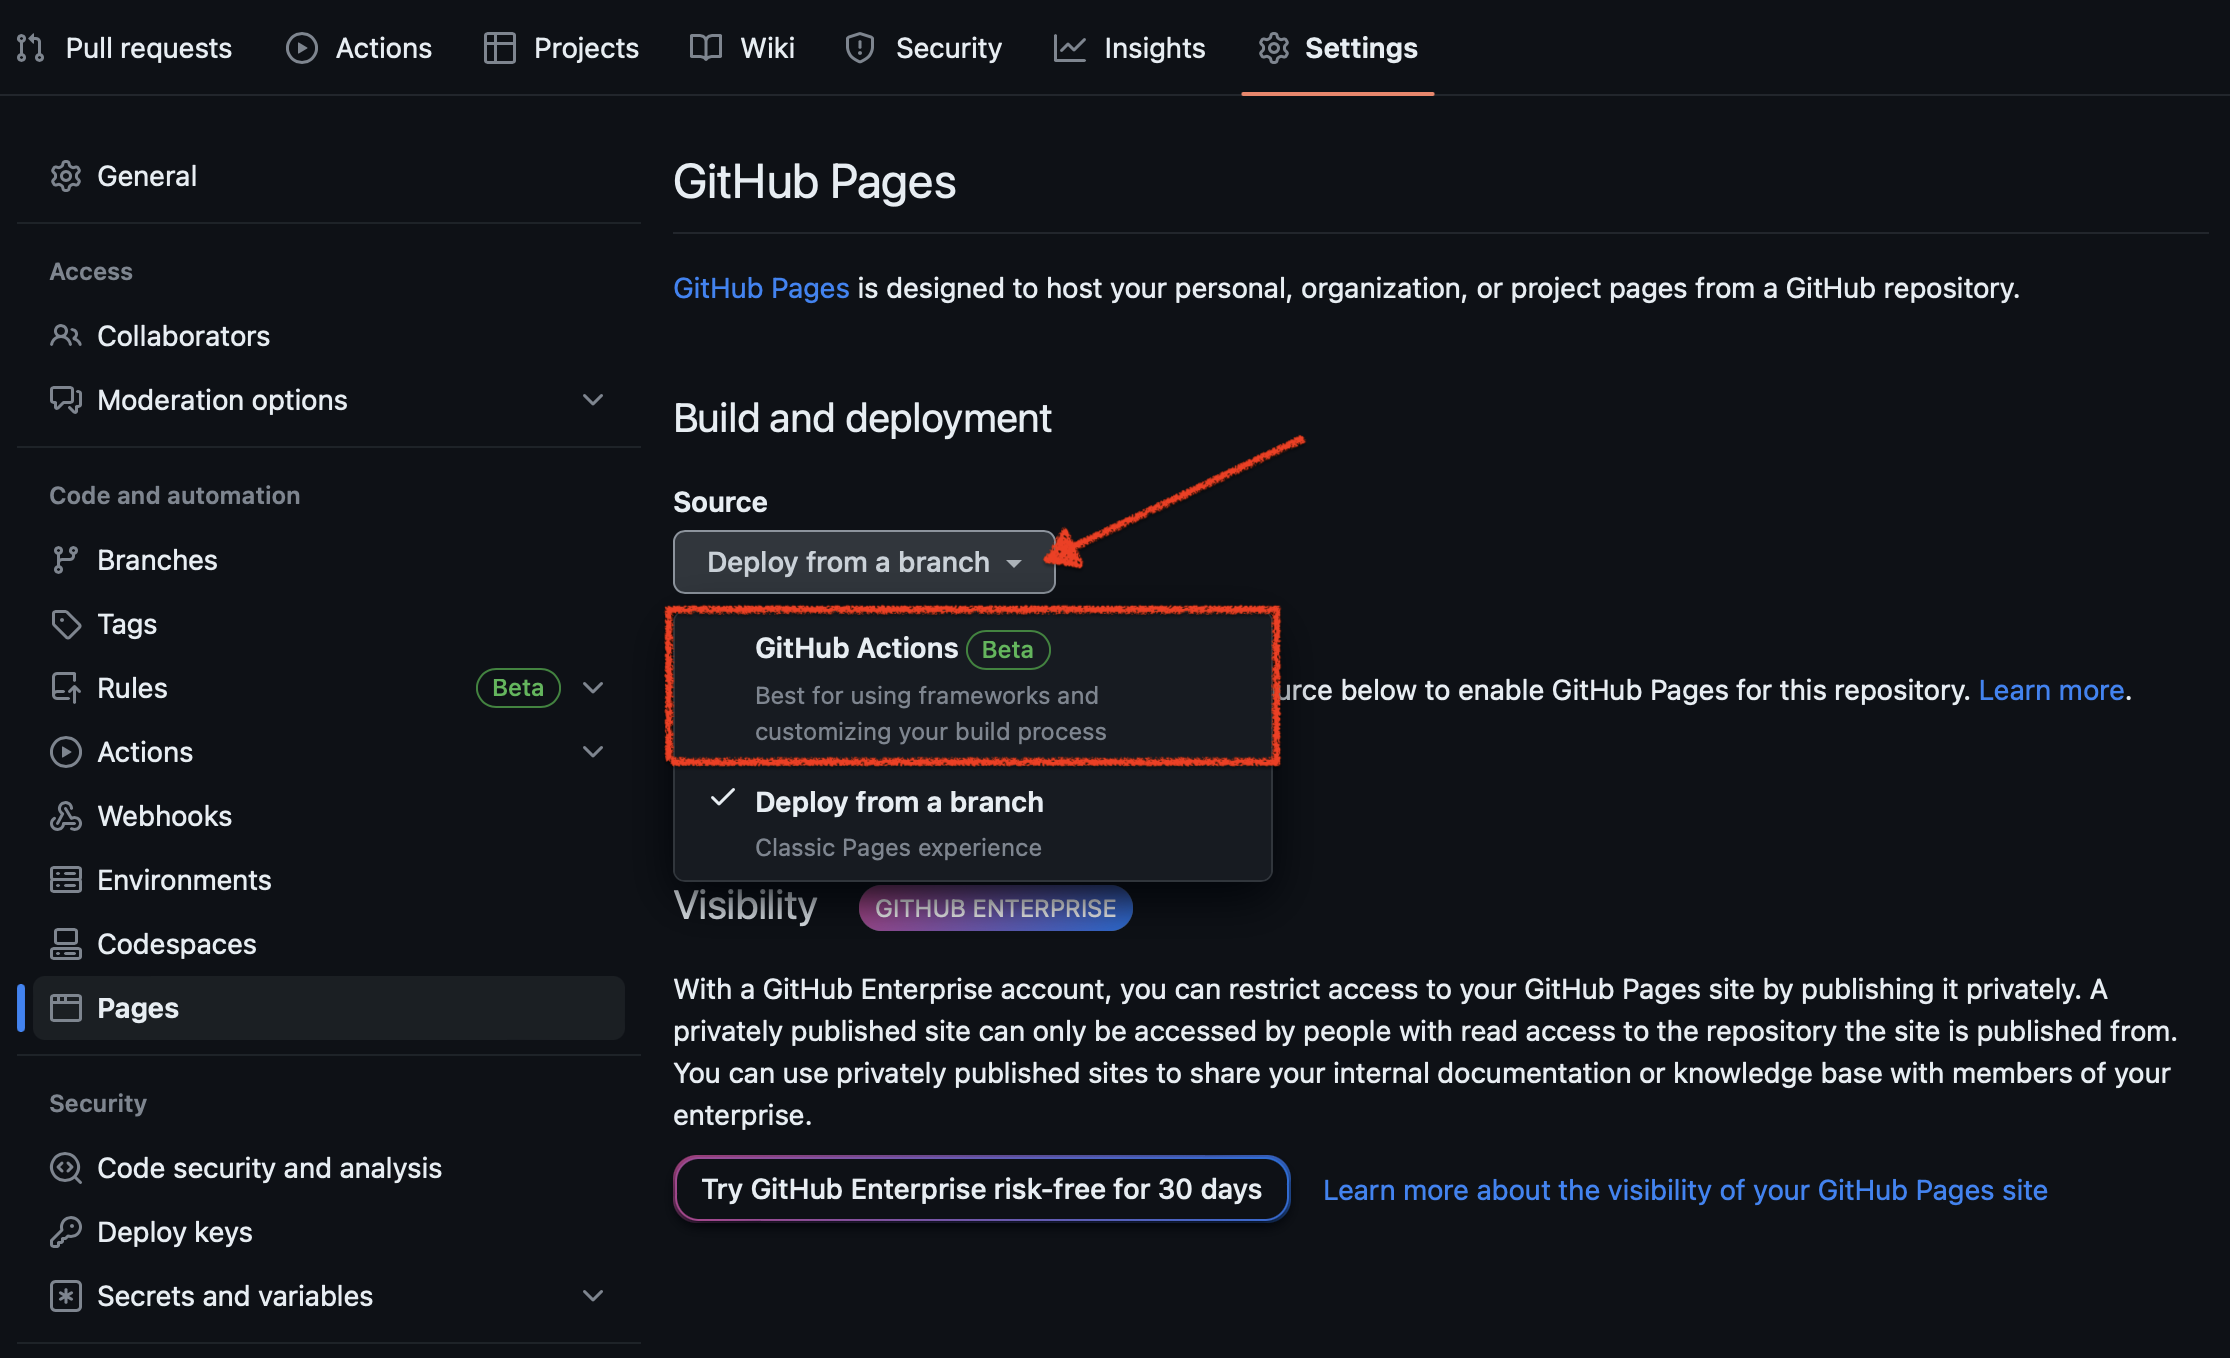 Pull requests
Actions
Projects
Wiki
Security
Insights
Settings
General
Access
Collaborators
Moderation options
Code and automation
Branches
Tags
Rules Beta
Actions
Webhooks
Environments
Codespaces
Pages
Security
Code security and analysis
Deploy keys
Secrets and variables
GitHub Pages
GitHub Pages is designed to host your personal, organization, or project pages from a GitHub repository.
Build and deployment
Source
Deploy from a branch
GitHub Actions Beta
Best for using frameworks and
customizing your build process
below to enable GitHub Pages for this repository. Learn more.
Deploy from a branch
Classic Pages experience
Visibility GITHUB ENTERPRISE
With a GitHub Enterprise account, you can restrict access to your GitHub Pages site by publishing it privately. A
privately published site can only be accessed by people with read access to the repository the site is published from.
You can use privately published sites to share your internal documentation or knowledge base with members of your
enterprise.
Try GitHub Enterprise risk-free for 30 days
Learn more about the visibility of your GitHub Pages site